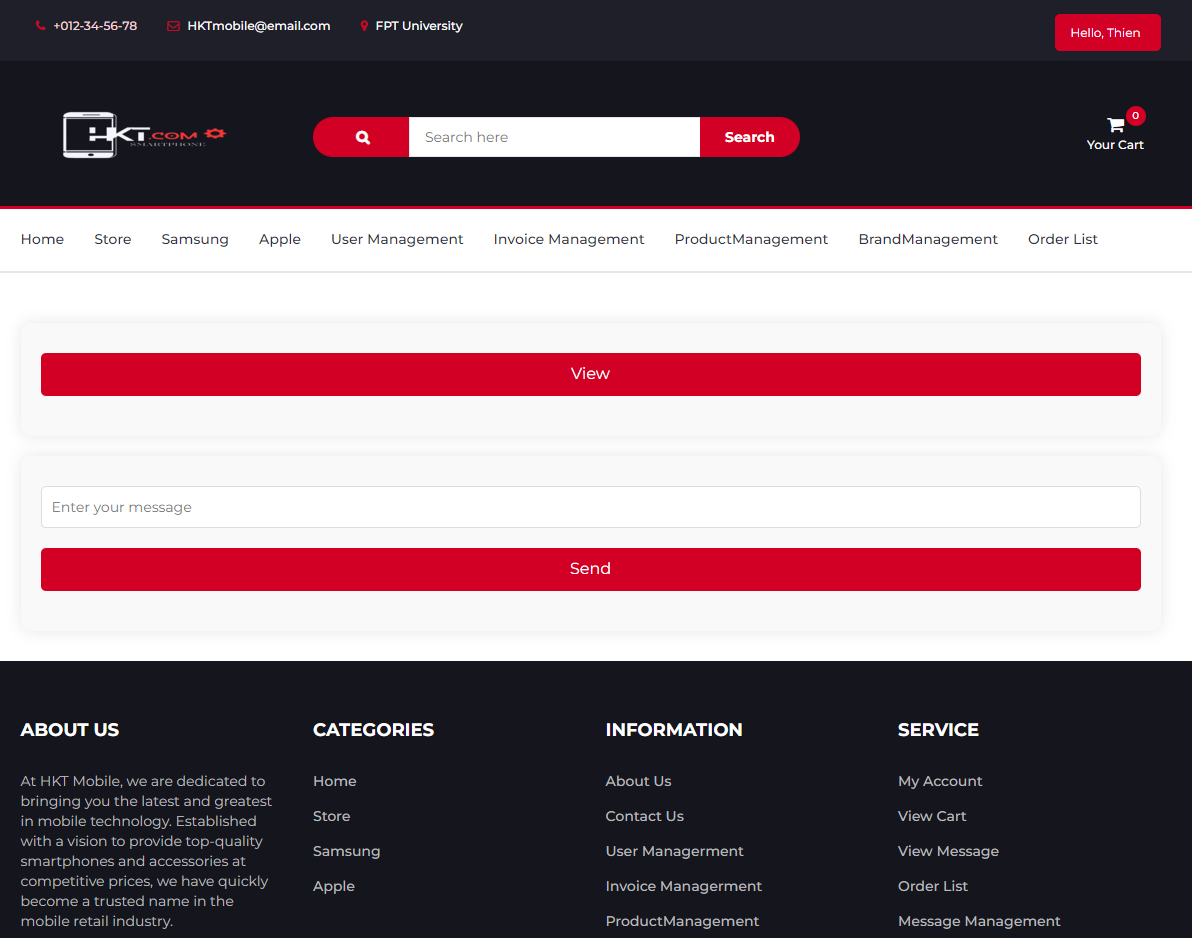 +012-34-56-78 HKTmobile@email.com FPT University
Hello, Thien
HKT.COM
SMARTPHONE
Search here
Search
0
Your Cart
Home Store Samsung Apple User Management Invoice Management ProductManagement BrandManagement Order List
View
Enter your message
Send
ABOUT US
At HKT Mobile, we are dedicated to
bringing you the latest and greatest
in mobile technology. Established
with a vision to provide top-quality
smartphones and accessories at
competitive prices, we have quickly
become a trusted name in the
mobile retail industry.
CATEGORIES
Home
Store
Samsung
Apple
INFORMATION
About Us
Contact Us
User Managerment
Invoice Managerment
ProductManagement
SERVICE
My Account
View Cart
View Message
Order List
Message Management